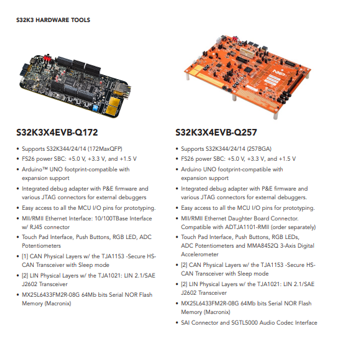 S32K3 HARDWARE TOOLS
S32K3X4EVB-Q172
• Supports S32K344/24/14 (172MaxQFP)
• FS26 power SBC: +5.0 V, +3.3 V, and +1.5 V
• Arduino™ UNO footprint-compatible with
expansion support
• Integrated debug adapter with P&E firmware and
various JTAG connectors for external debuggers
• Easy access to all the MCU I/O pins for prototyping.
• MII/RMII Ethernet Interface: 10/100TBase Interface
w/ RJ45 connector
• Touch Pad Interface, Push Buttons, RGB LED, ADC
Potentiometers
• [1] CAN Physical Layers w/ the TJA1153 -Secure HS-
CAN Transceiver with Sleep mode
• [2] LIN Physical Layers w/ the TJA1021: LIN 2.1/SAE
J2602 Transceiver
• MX25L6433FM2R-08G 64Mb bits Serial NOR Flash
Memory (Macronix)
S32K3X4EVB-Q257
• Supports S32K344/24/14 (257BGA)
• FS26 power SBC: +5.0 V, +3.3 V, and +1.5 V
• Arduino UNO footprint-compatible with
expansion support
• Integrated debug adapter with P&E firmware and
various JTAG connectors for external debuggers.
• Easy access to all the MCU I/O pins for prototyping.
• MII/RMII Ethernet Daughter Board Connector.
Compatible with ADTJA1101-RMII (order separately)
• Touch Pad Interface, Push Buttons, RGB LEDs,
ADC Potentiometers and MMA8452Q 3-Axis Digital
Accelerometer
• [2] CAN Physical Layers w/ the TJA1153 -Secure HS-
CAN Transceiver with Sleep mode
• [2] LIN Physical Layers w/ the TJA1021: LIN 2.1/SAE
J2602 Transceiver
• MX25L6433FM2R-08G 64Mb bits Serial NOR Flash
Memory (Macronix)
• SAI Connector and SGTL5000 Audio Codec Interface